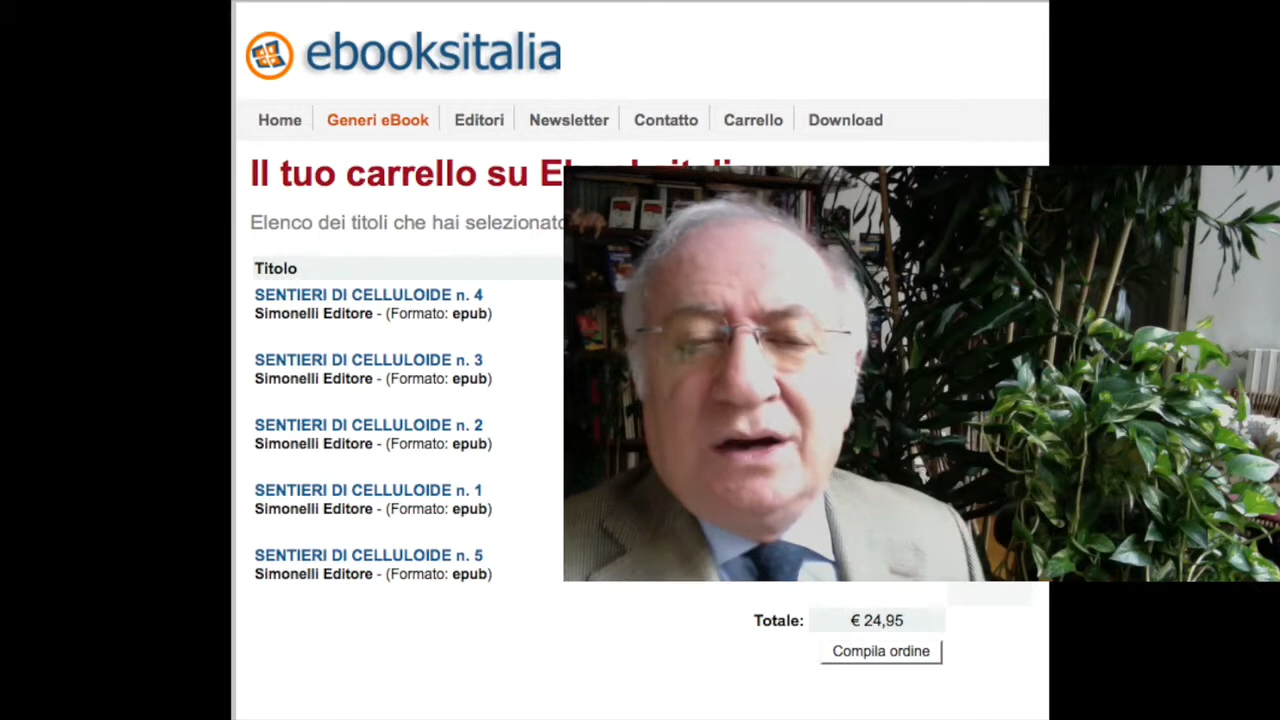 ebooksitalia
Home Generi eBook Editori Newsletter Contatto Carrello Download
Il tuo carrello su
Elenco dei titoli che hai
Titolo
SENTIERI DI CELLULOIDE n. 4
Simonelli Editore - (Formato: epub)
SENTIERI DI CELLULOIDE n. 3
Simonelli Editore - (Formato: epub)
SENTIERI DI CELLULOIDE n. 2
Simonelli Editore - (Formato: epub)
SENTIERI DI CELLULOIDE n. 1
Simonelli Editore - (Formato: epub)
SENTIERI DI CELLULOIDE n. 5
Simonelli Editore - (Formato: epub)
Totale: € 24,95
Compila ordine